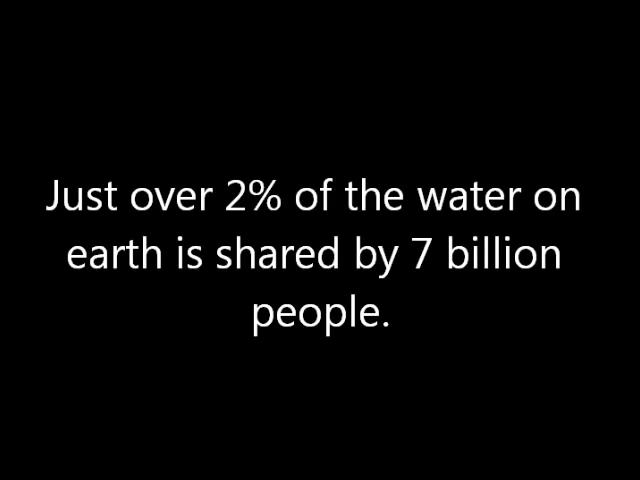 Just over 2% of the water on
earth is shared by 7 billion
people.